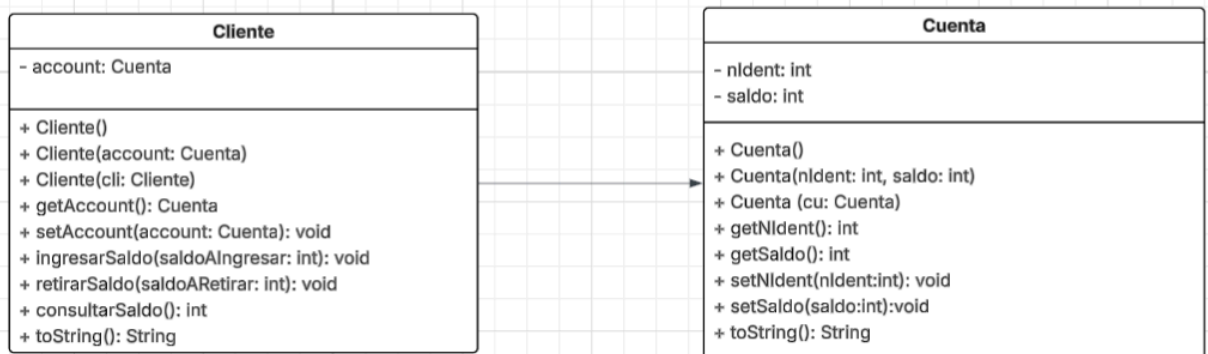 Cliente
- account: Cuenta
+ Cliente()
+ Cliente(account: Cuenta)
+ Cliente(cli: Cliente)
+ getAccount(): Cuenta
+ setAccount(account: Cuenta): void
+ ingresarSaldo(saldoAIngresar: int): void
+ retirarSaldo(saldoARetirar: int): void
+ consultarSaldo(): int
+ toString(): String
Cuenta
- nIdent: int
- saldo: int
+ Cuenta()
+ Cuenta(nIdent: int, saldo: int)
+ Cuenta (cu: Cuenta)
+ getNIdent(): int
+ getSaldo(): int
+ setNIdent(nIdent:int): void
+ setSaldo(saldo:int):void
+ toString(): String